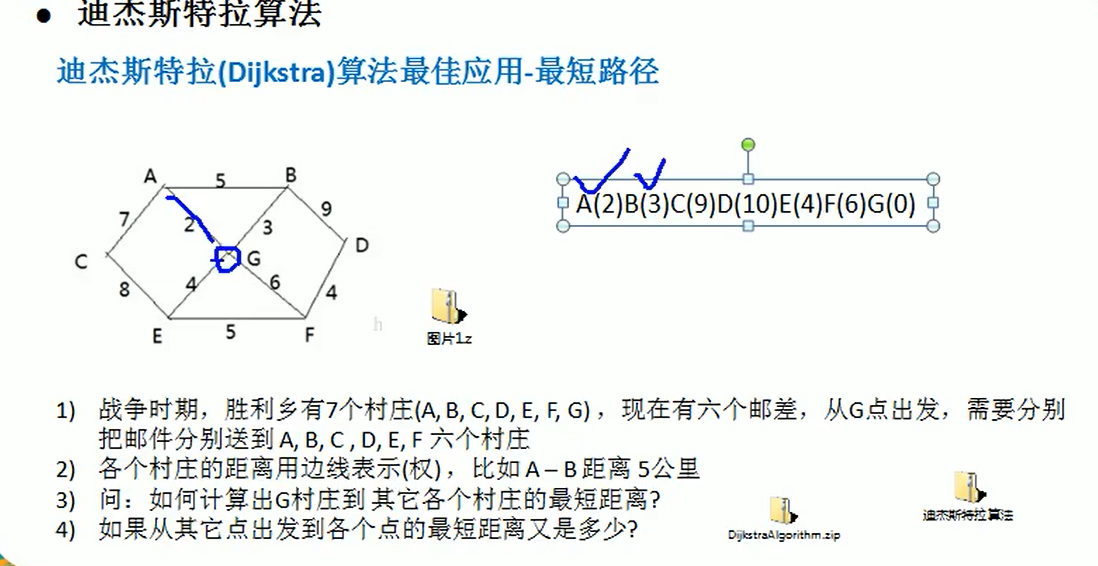 ● 迪杰斯特拉算法
迪杰斯特拉(Dijkstra)算法最佳应用-最短路径
A 5 B
7 2 3 9
C G D
8 4 6 4
E 5 F
A(2)B(3)C(9)D(10)E(4)F(6)G(0)
h
图片1.z
1) 战争时期，胜利乡有7个村庄(A, B, C, D, E, F, G) ，现在有六个邮差，从G点出发，需要分别
把邮件分别送到 A, B, C , D, E, F 六个村庄
2) 各个村庄的距离用边线表示(权) ，比如 A – B 距离 5公里
3) 问：如何计算出G村庄到 其它各个村庄的最短距离?
4) 如果从其它点出发到各个点的最短距离又是多少?
DijkstraAlgorithm.zip
迪杰斯特拉算法